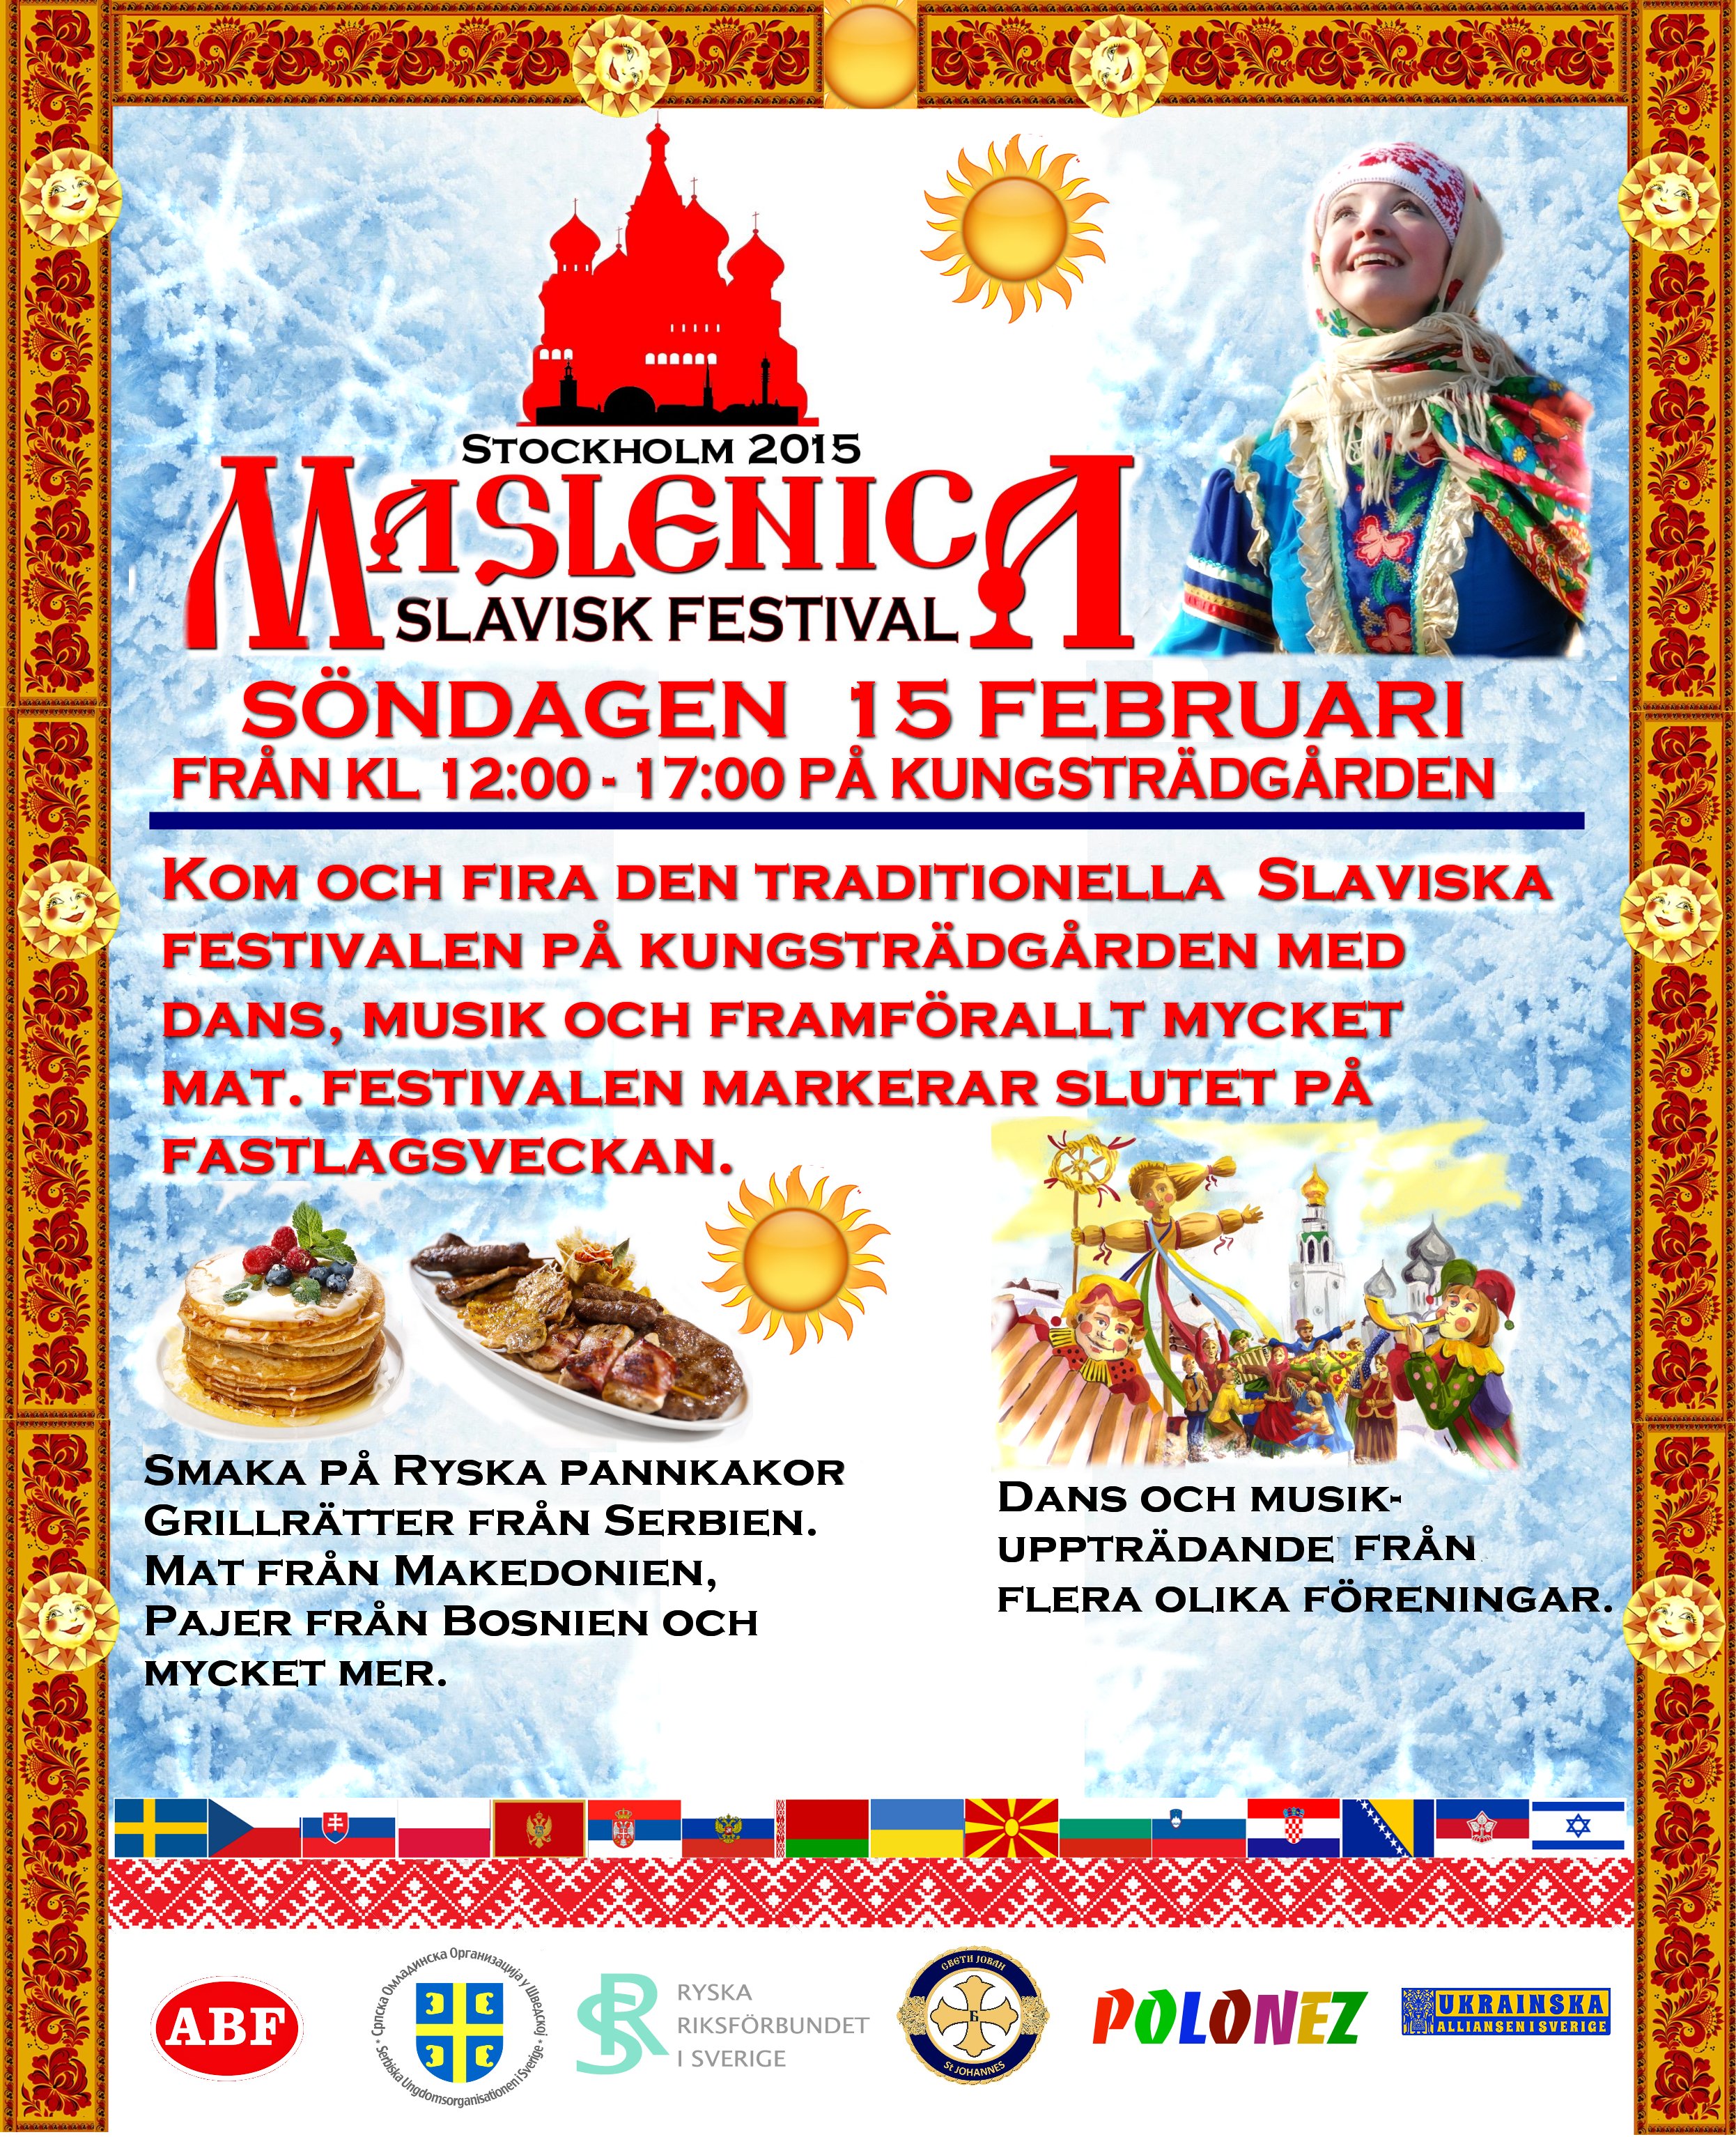 STOCKHOLM 2015
MASLENICA
SLAVISK FESTIVAL
SÖNDAGEN 15 FEBRUARI
FRÅN KL 12:00 - 17:00 PÅ KUNGSTRÄDGÅRDEN
KOM OCH FIRA DEN TRADITIONELLA SLAVISKA
FESTIVALEN PÅ KUNGSTRÄDGÅRDEN MED
DANS, MUSIK OCH FRAMFÖRALLT MYCKET
MAT. FESTIVALEN MARKERAR SLUTET PÅ
FASTLAGSVECKAN.
SMAKA PÅ RYSKA PANNKAKOR
GRILLRÄTTER FRÅN SERBIEN.
MAT FRÅN MAKEDONIEN,
PAJER FRÅN BOSNIEN OCH
MYCKET MER.
DANS OCH MUSIK-
UPPTRÄDANDE FRÅN
FLERA OLIKA FÖRENINGAR.
ABF
Српска Омладинска Организација у Шведској
Serbiska Ungdomsorganisationen i Sverige
SR
RYSKA
RIKSFÖRBUNDET
I SVERIGE
СВЕТИ ЈОВАН
Б
St JOHANNES
POLONEZ
UKRAINSKA
ALLIANSEN I SVERIGE